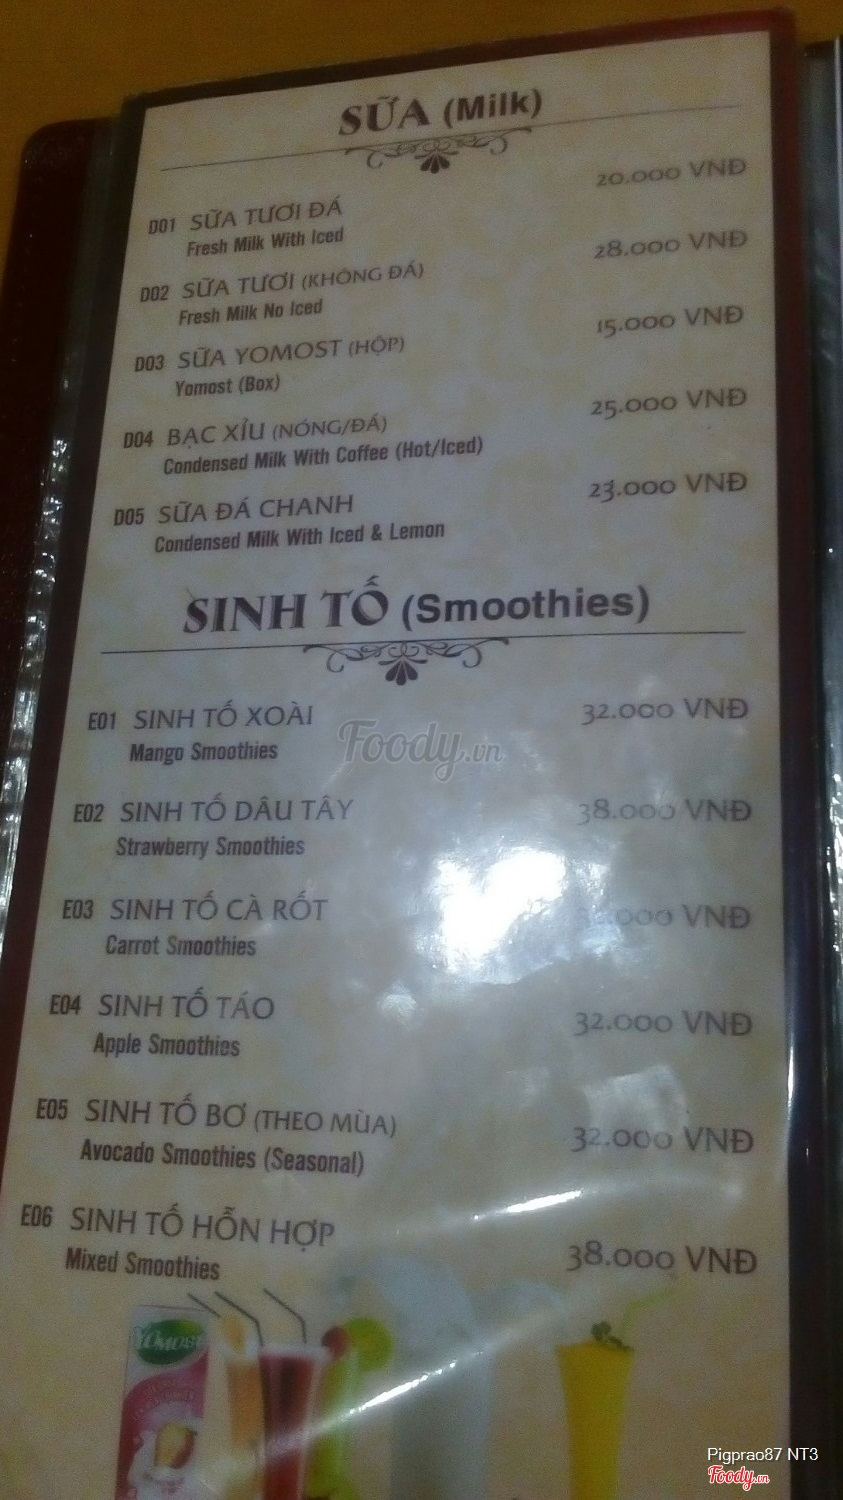 SỮA (Milk)
D01 SỮA TƯƠI ĐÁ 20.000 VNĐ
Fresh Milk With Iced
D02 SỮA TƯƠI (KHÔNG ĐÁ) 28.000 VNĐ
Fresh Milk No Iced
D03 SỮA YOMOST (HỘP) 15.000 VNĐ
Yomost (Box)
D04 BẠC XỈU (NÓNG/ĐÁ) 25.000 VNĐ
Condensed Milk With Coffee (Hot/Iced)
D05 SỮA ĐÁ CHANH 23.000 VNĐ
Condensed Milk With Iced & Lemon
SINH TỐ (Smoothies)
E01 SINH TỐ XOÀI 32.000 VNĐ
Mango Smoothies
Foody.vn
E02 SINH TỐ DÂU TÂY 38.000 VNĐ
Strawberry Smoothies
E03 SINH TỐ CÀ RỐT VNĐ
Carrot Smoothies
E04 SINH TỐ TÁO 32.000 VNĐ
Apple Smoothies
E05 SINH TỐ BƠ (THEO MÙA) 32.000 VNĐ
Avocado Smoothies (Seasonal)
E06 SINH TỐ HỖN HỢP 38.000 VNĐ
Mixed Smoothies
YOMOST
Pigprao87 NT3
Foody.vn